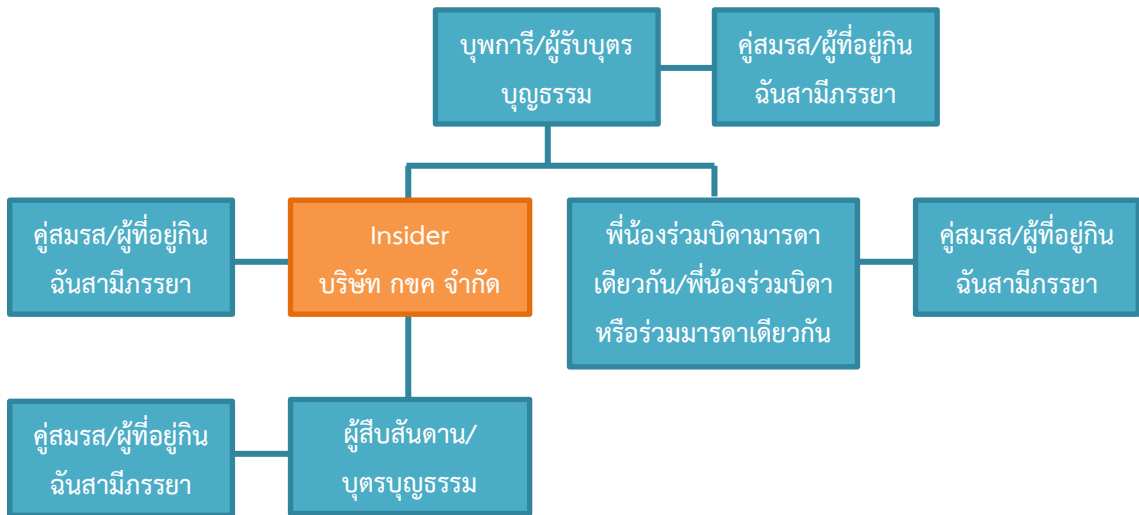 บุพการี/ผู้รับบุตร
บุญธรรม
คู่สมรส/ผู้ที่อยู่กิน
ฉันสามีภรรยา
คู่สมรส/ผู้ที่อยู่กิน
ฉันสามีภรรยา
Insider
บริษัท กขค จำกัด
พี่น้องร่วมบิดามารดา
เดียวกัน/พี่น้องร่วมบิดา
หรือร่วมมารดาเดียวกัน
คู่สมรส/ผู้ที่อยู่กิน
ฉันสามีภรรยา
คู่สมรส/ผู้ที่อยู่กิน
ฉันสามีภรรยา
ผู้สืบสันดาน/
บุตรบุญธรรม